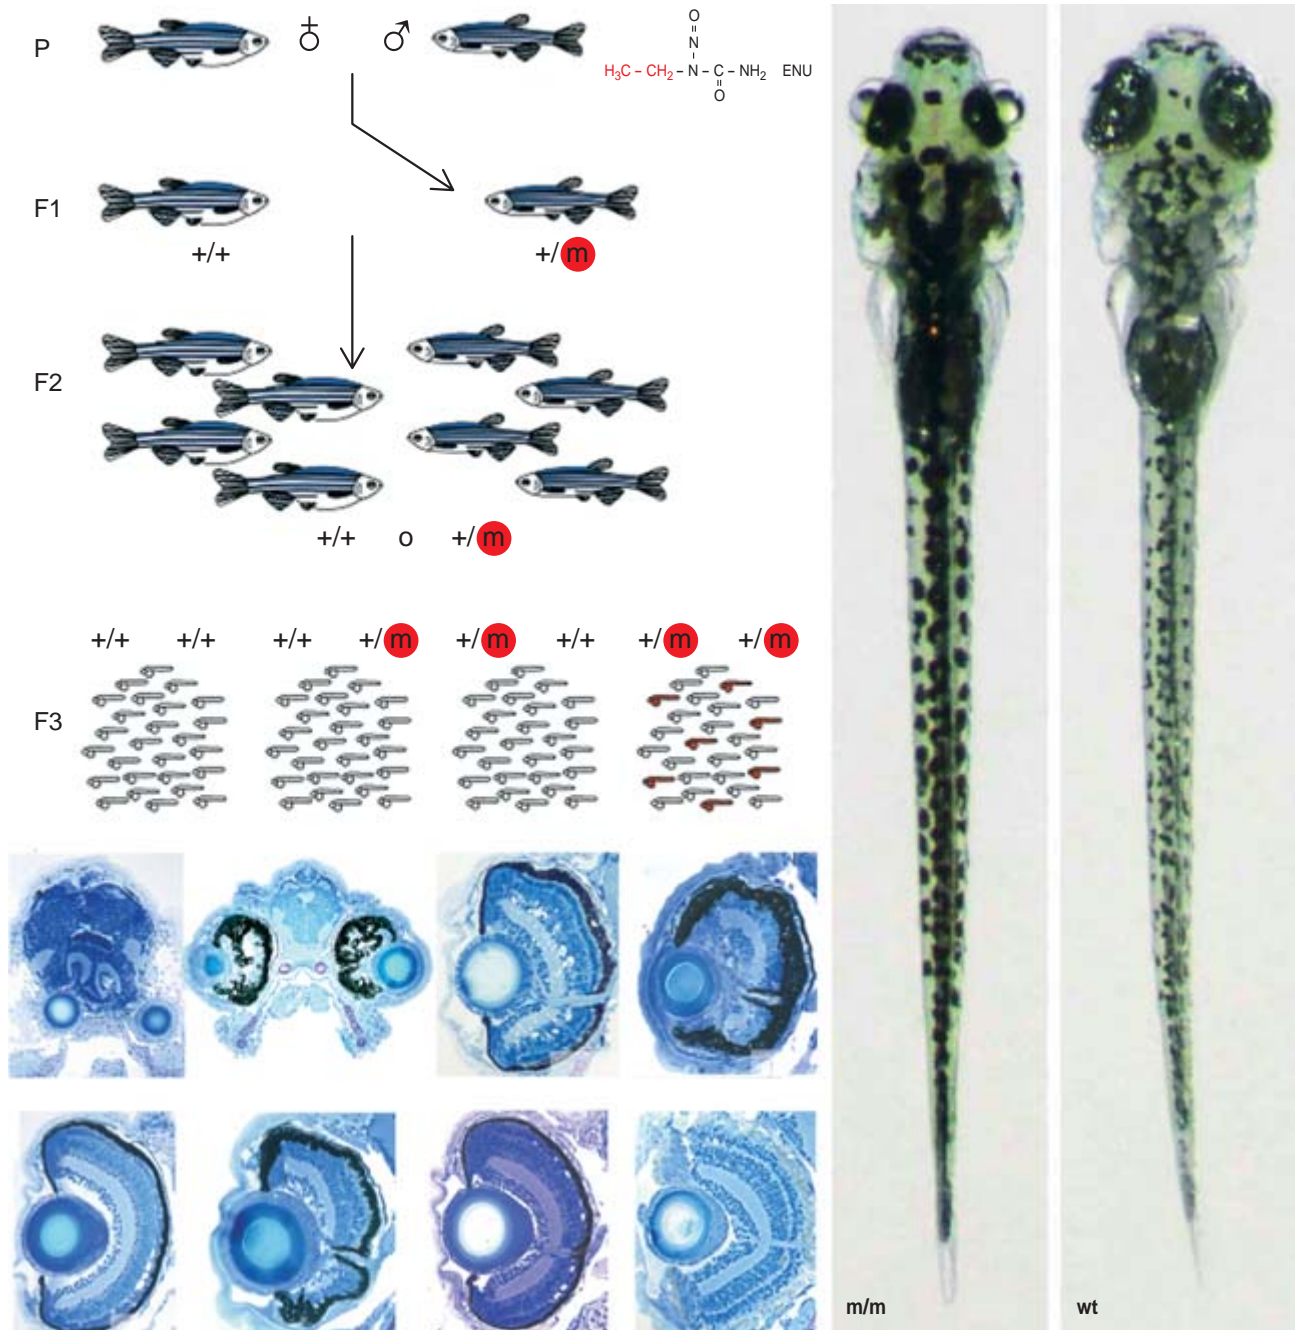 P ♀ ♂
O
N
H₃C – CH₂ – N – C – NH₂ ENU
O
F1
+/+ +/m
F2
+/+ o +/m
+/+ +/+ +/+ +/m +/m +/+ +/m +/m
F3
m/m wt